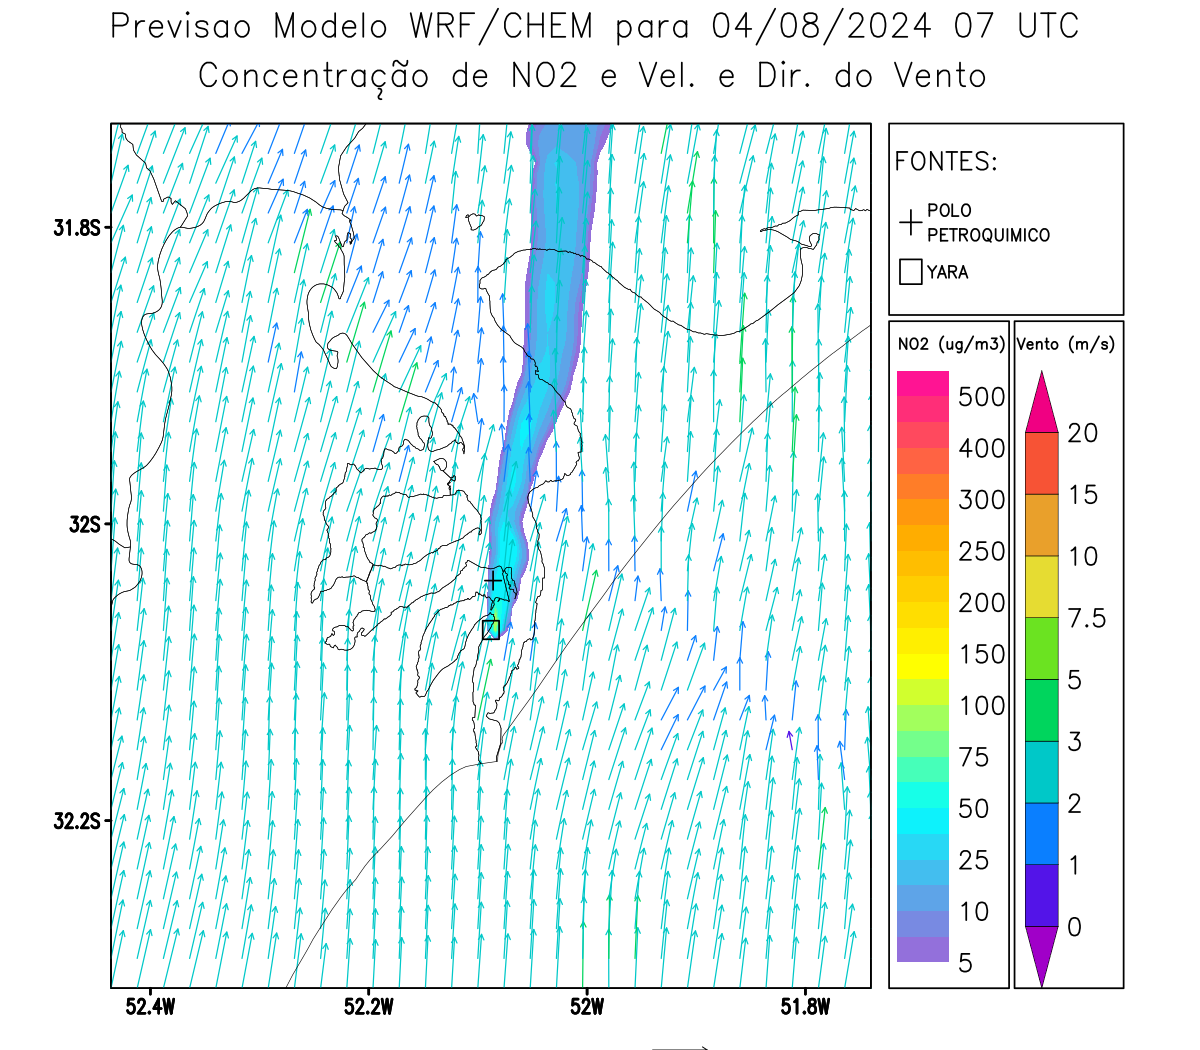 Previsao Modelo WRF/CHEM para 04/08/2024 07 UTC
Concentração de NO2 e Vel. e Dir. do Vento
FONTES:
POLO
PETROQUIMICO
YARA
NO2 (ug/m3)
500
400
300
250
200
150
100
75
50
25
10
5
Vento (m/s)
20
15
10
7.5
5
3
2
1
0
31.8S
32S
32.2S
52.4W
52.2W
52W
51.8W